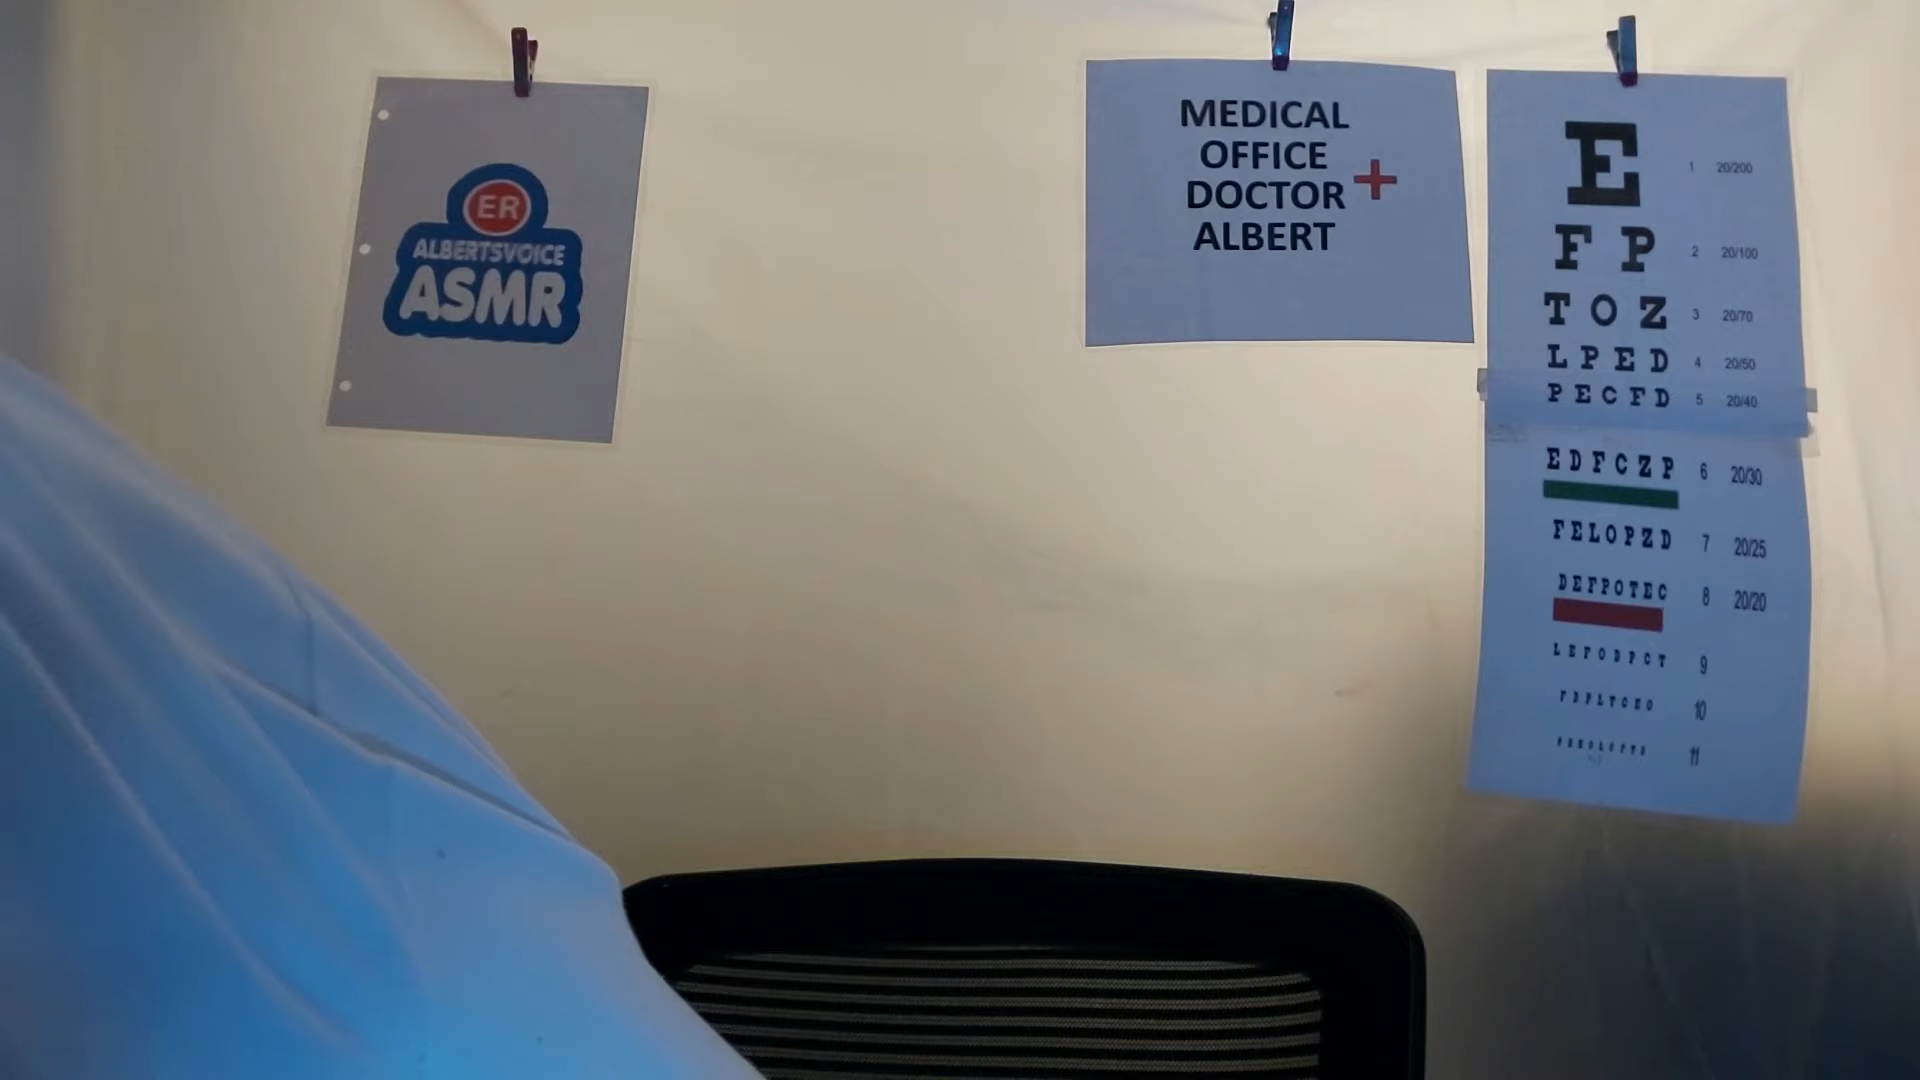 ER
ALBERTSVOICE
ASMR
MEDICAL
OFFICE
DOCTOR
ALBERT
E 1 20/200
F P 2 20/100
T O Z 3 20/70
L P E D 4 20/50
P E C F D 5 20/40
E D F C Z P 6 20/30
F E L O P Z D 7 20/25
D E F P O T E C 8 20/20
L E F O D P C T 9
F D P L T C E O 10
11